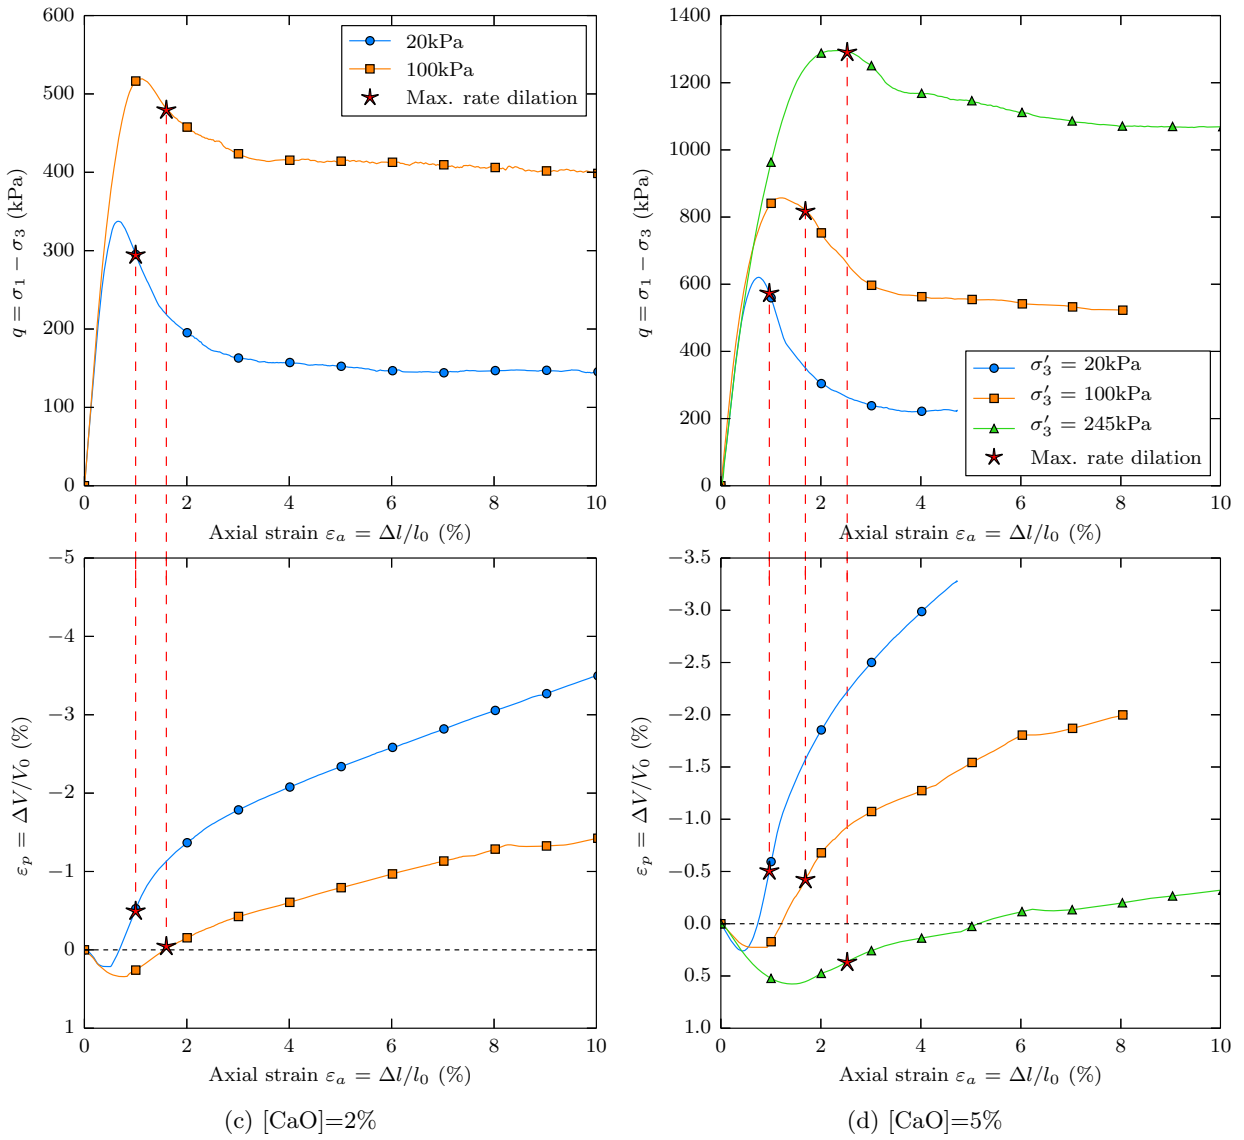 600
500
400
300
200
100
0
q = σ₁ − σ₃ (kPa)
20kPa
100kPa
Max. rate dilation
0 2 4 6 8 10
Axial strain εₐ = Δl/l₀ (%)
1400
1200
1000
800
600
400
200
0
q = σ₁ − σ₃ (kPa)
σ′₃ = 20kPa
σ′₃ = 100kPa
σ′₃ = 245kPa
Max. rate dilation
0 2 4 6 8 10
Axial strain εₐ = Δl/l₀ (%)
−5
−4
−3
−2
−1
0
1
εₚ = ΔV/V₀ (%)
0 2 4 6 8 10
Axial strain εₐ = Δl/l₀ (%)
(c) [CaO]=2%
−3.5
−3.0
−2.5
−2.0
−1.5
−1.0
−0.5
0.0
0.5
1.0
εₚ = ΔV/V₀ (%)
0 2 4 6 8 10
Axial strain εₐ = Δl/l₀ (%)
(d) [CaO]=5%